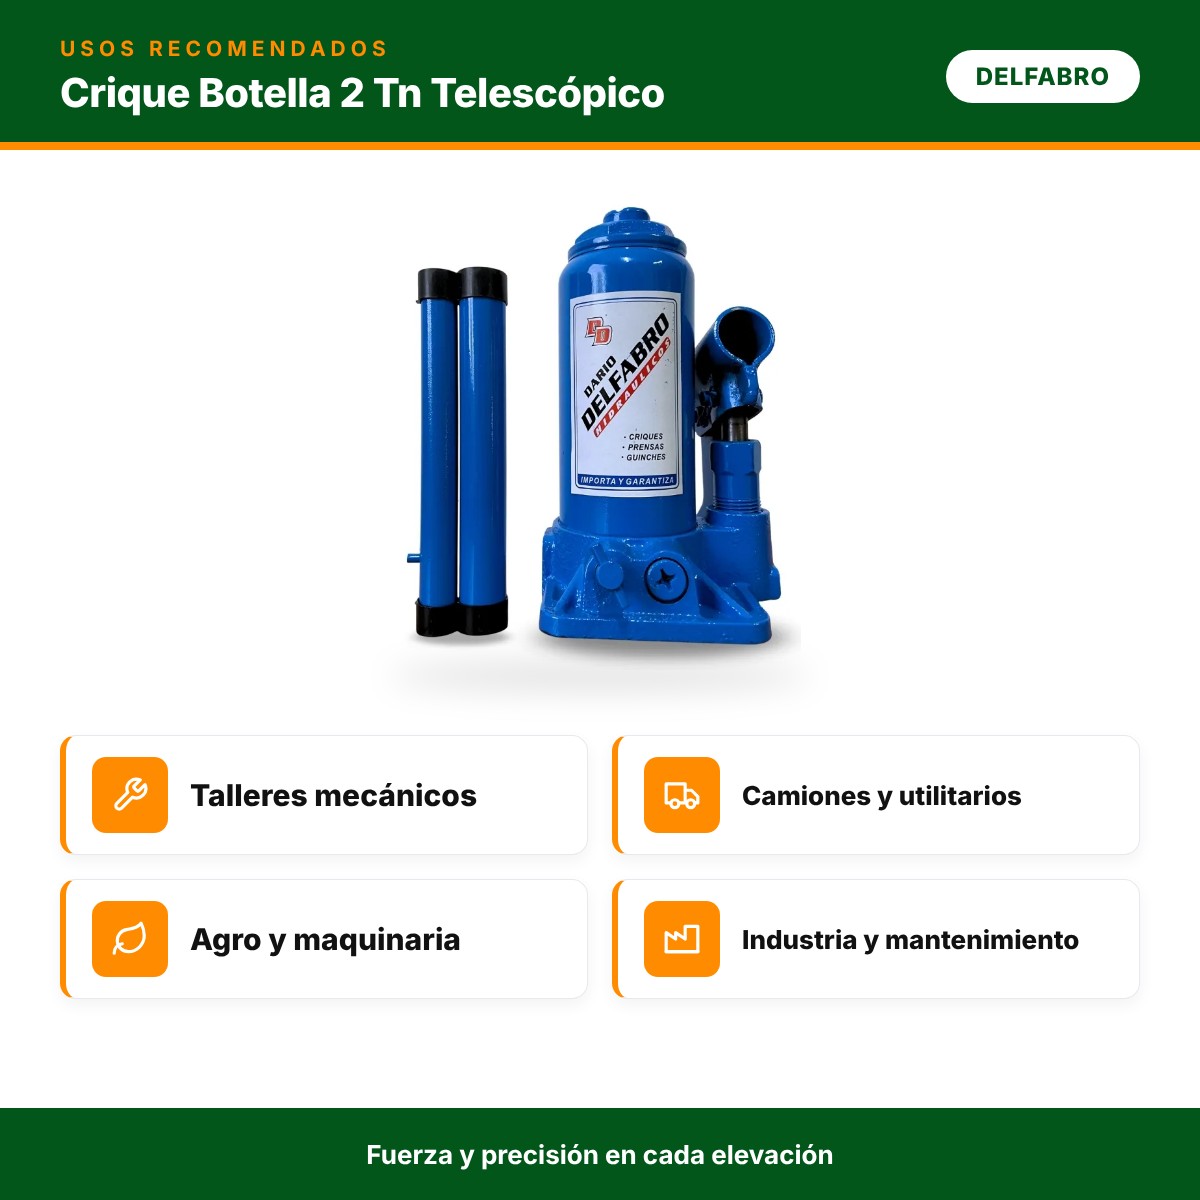 USOS RECOMENDADOS
Crique Botella 2 Tn Telescópico
DELFABRO
DD
DARIO
DELFABRO
HIDRAULICOS
· CRIQUES
· PRENSAS
· GUINCHES
IMPORTA Y GARANTIZA
Talleres mecánicos
Camiones y utilitarios
Agro y maquinaria
Industria y mantenimiento
Fuerza y precisión en cada elevación